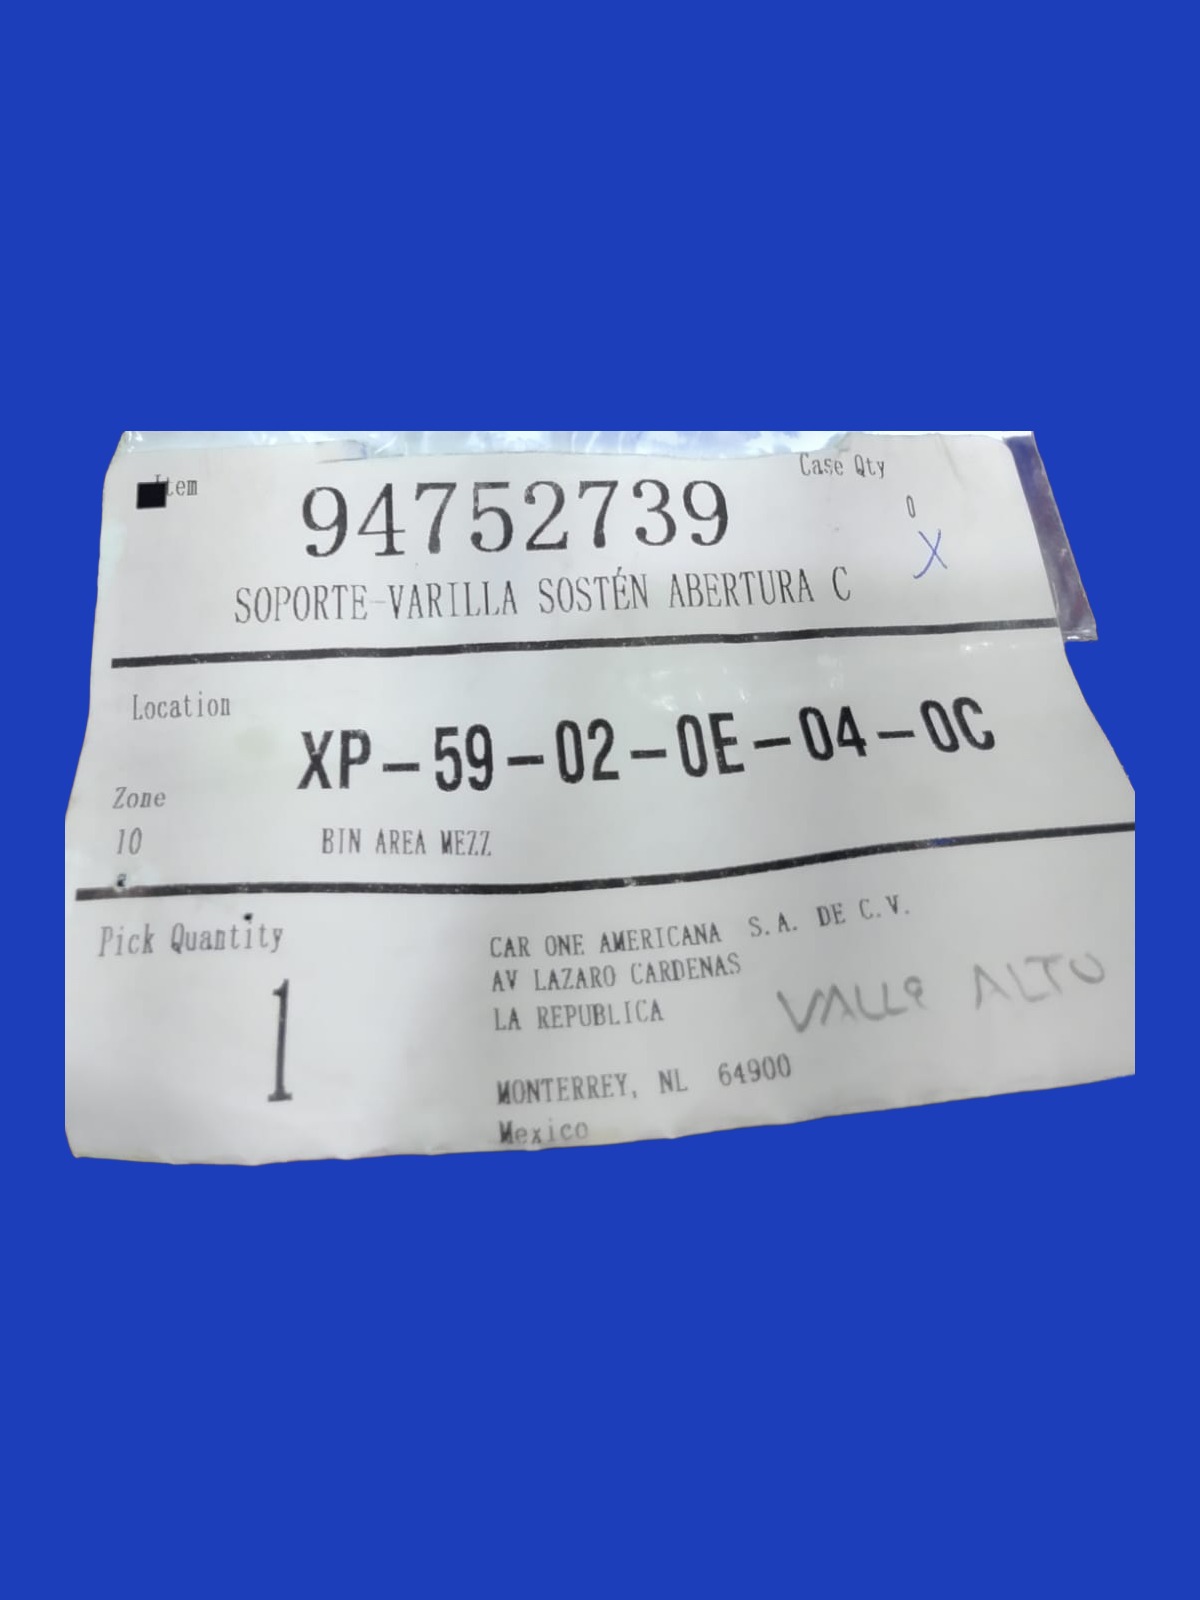 Item
Case Qty
94752739
0
X
SOPORTE-VARILLA SOSTÉN ABERTURA C
Location
XP-59-02-0E-04-0C
Zone
10
BIN AREA MEZZ
Pick Quantity
1
CAR ONE AMERICANA S.A. DE C.V.
AV LAZARO CARDENAS
LA REPUBLICA
VALLe ALTO
MONTERREY, NL 64900
Mexico